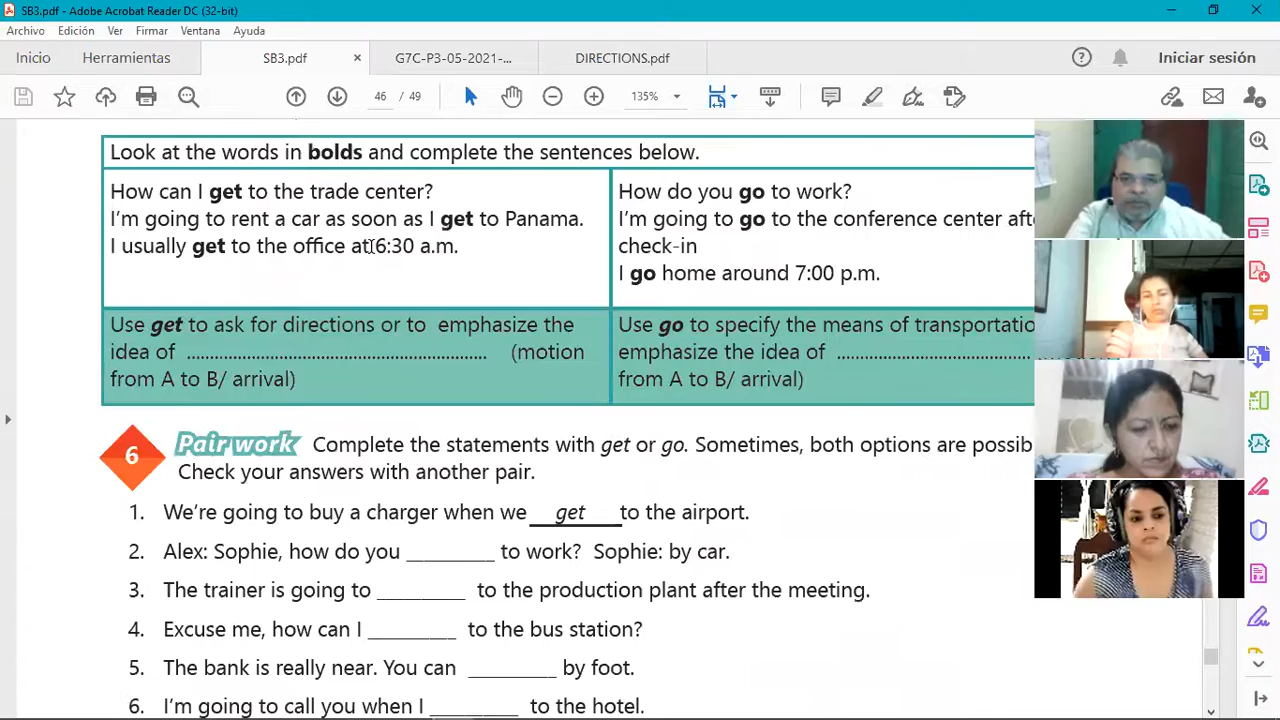 SB3.pdf - Adobe Acrobat Reader DC (32-bit)
Archivo Edición Ver Firmar Ventana Ayuda
Inicio Herramientas SB3.pdf × G7C-P3-05-2021-... DIRECTIONS.pdf Iniciar sesión
46 / 49 135%
Look at the words in bolds and complete the sentences below.
How can I get to the trade center?
I'm going to rent a car as soon as I get to Panama.
I usually get to the office at 6:30 a.m.
How do you go to work?
I'm going to go to the conference center aft
check-in
I go home around 7:00 p.m.
Use get to ask for directions or to emphasize the
idea of ................................................................ (motion
from A to B/ arrival)
Use go to specify the means of transportatio
emphasize the idea of ..........................................
from A to B/ arrival)
6 Pair work Complete the statements with get or go. Sometimes, both options are possib
Check your answers with another pair.
1. We're going to buy a charger when we __get__ to the airport.
2. Alex: Sophie, how do you _________ to work? Sophie: by car.
3. The trainer is going to _________ to the production plant after the meeting.
4. Excuse me, how can I _________ to the bus station?
5. The bank is really near. You can _________ by foot.
6. I'm going to call you when I _________ to the hotel.